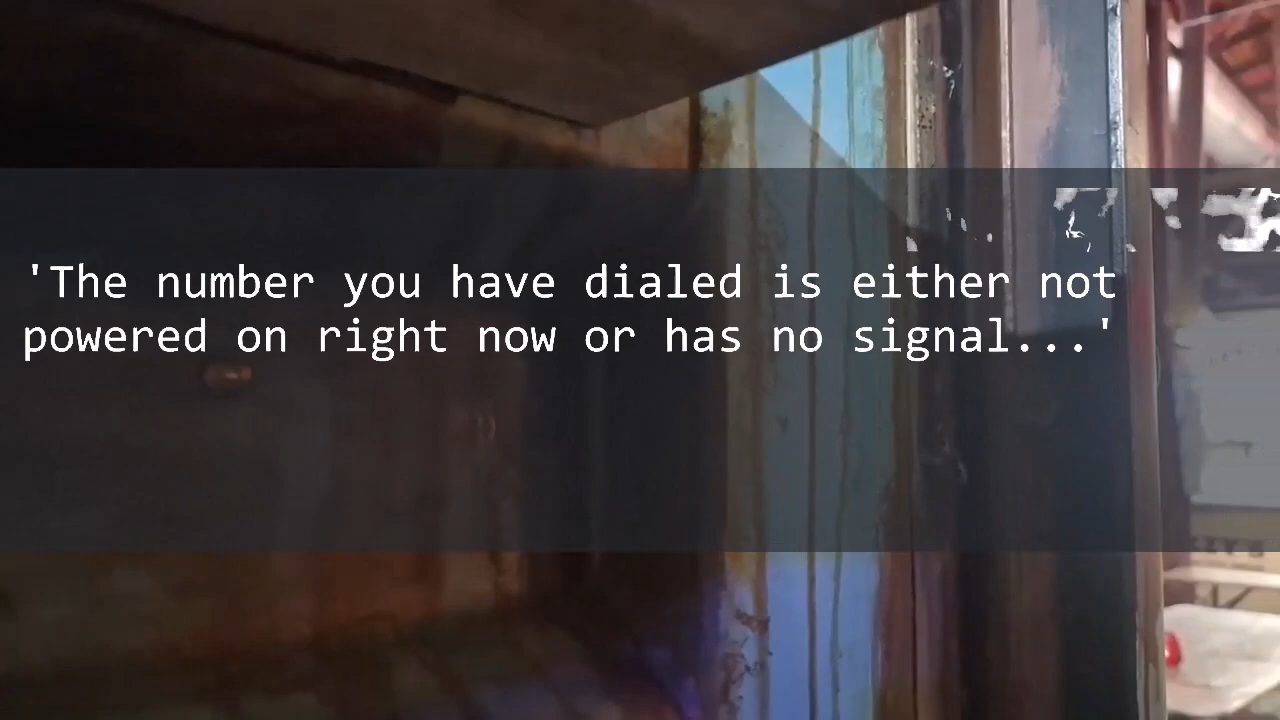 'The number you have dialed is either not
powered on right now or has no signal...'